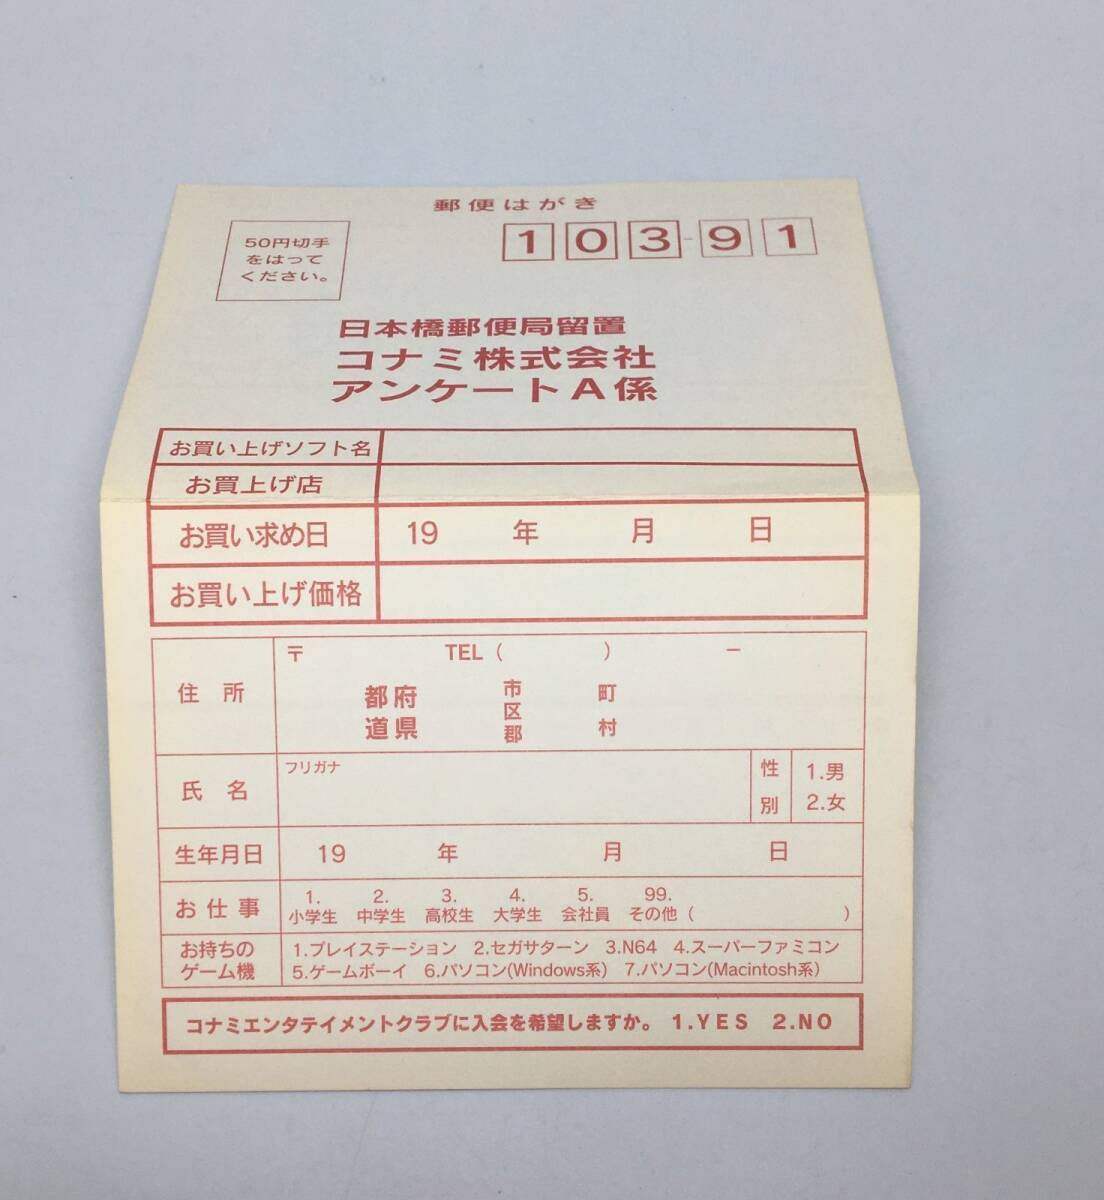 郵便はがき
50円切手
をはって
ください。
103-91
日本橋郵便局留置
コナミ株式会社
アンケートA係
お買い上げソフト名
お買上げ店
お買い求め日 19 年 月 日
お買い上げ価格
住所 〒 TEL ( ) ー
都府 市 町
道県 区 村
郡
氏名 フリガナ 性別 1.男
2.女
生年月日 19 年 月 日
お仕事 1. 2. 3. 4. 5. 99.
小学生 中学生 高校生 大学生 会社員 その他 ( )
お持ちの 1.プレイステーション 2.セガサターン 3.N64 4.スーパーファミコン
ゲーム機 5.ゲームボーイ 6.パソコン(Windows系) 7.パソコン(Macintosh系)
コナミエンタテイメントクラブに入会を希望しますか。 1.YES 2.NO